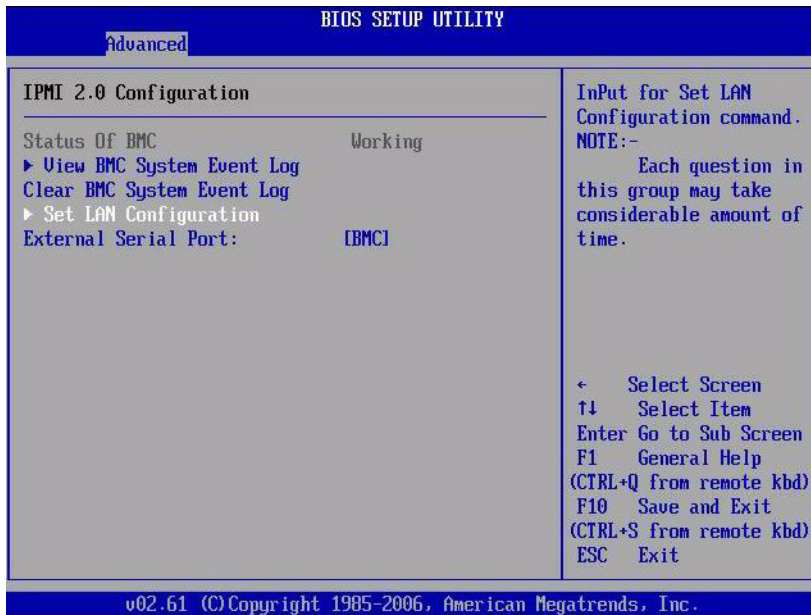 BIOS SETUP UTILITY
Advanced
IPMI 2.0 Configuration
Status Of BMC Working
▶ View BMC System Event Log
Clear BMC System Event Log
▶ Set LAN Configuration
External Serial Port: [BMC]
InPut for Set LAN
Configuration command.
NOTE:-
Each question in
this group may take
considerable amount of
time.
← Select Screen
↑↓ Select Item
Enter Go to Sub Screen
F1 General Help
(CTRL+Q from remote kbd)
F10 Save and Exit
(CTRL+S from remote kbd)
ESC Exit
v02.61 (C)Copyright 1985-2006, American Megatrends, Inc.